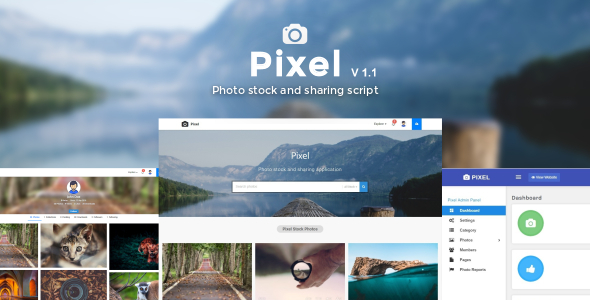 Pixel V 1.1
Photo stock and sharing script
Pixel
Pixel
Photo stock and sharing application
Pixel Stock Photos
PIXEL
View Website
Pixel Admin Panel
Dashboard
Settings
Category
Photos
Members
Pages
Photo Reports
Dashboard